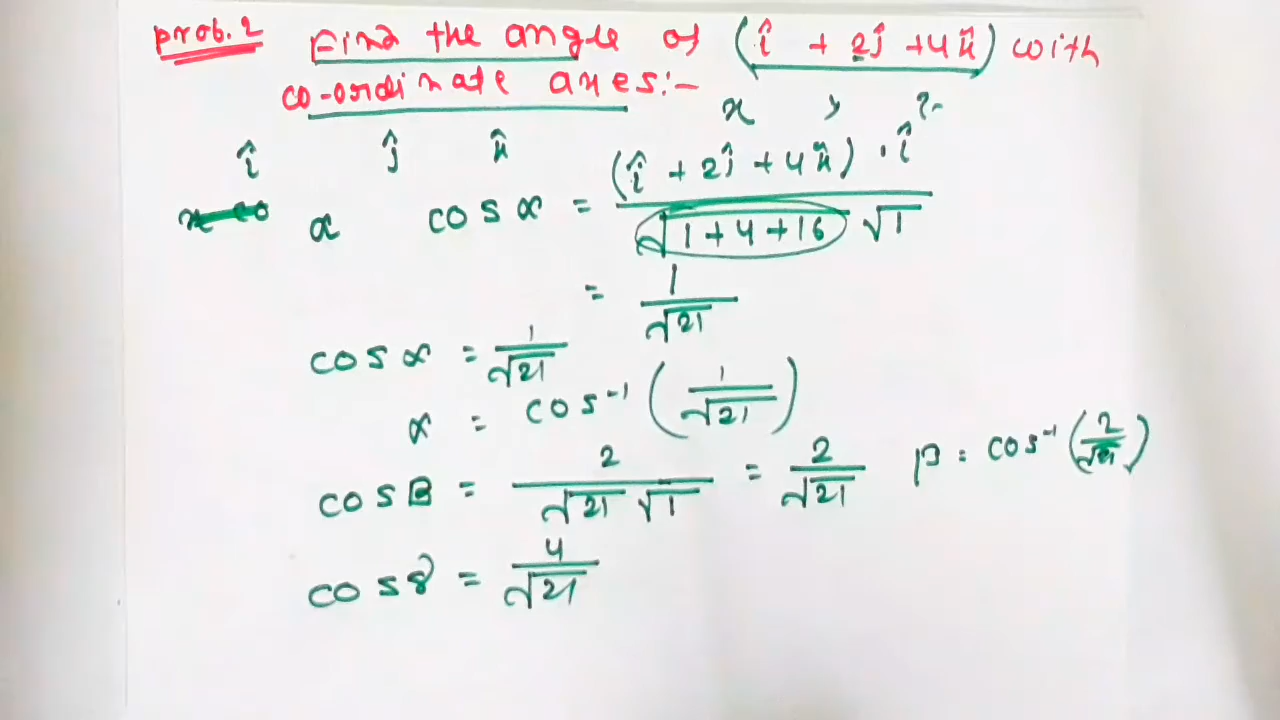 prob.2 Find the angle of (î + 2ĵ + 4k̂) with
co-ordinate axes:-
x y z
î ĵ k̂
α cos α = (î + 2ĵ + 4k̂) · î / √(1+4+16) √1
= 1/√21
cos α = 1/√21
α = cos⁻¹ (1/√21)
cos β = 2/(√21 √1) = 2/√21 β = cos⁻¹ (2/√21)
cos γ = 4/√21